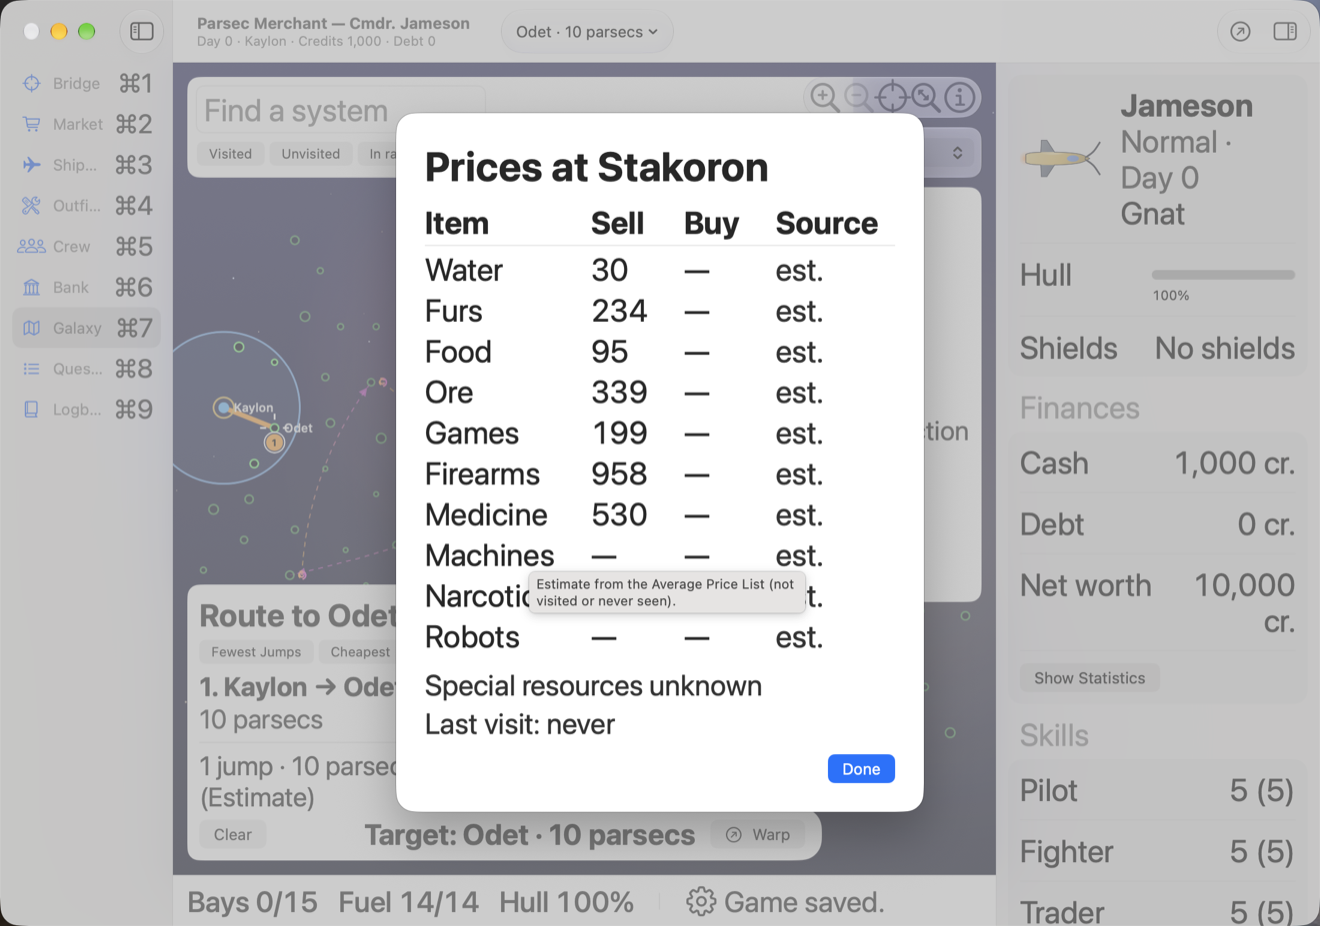 Parsec Merchant — Cmdr. Jameson
Day 0 · Kaylon · Credits 1,000 · Debt 0
Odet · 10 parsecs
Bridge ⌘1
Market ⌘2
Ship... ⌘3
Outfi... ⌘4
Crew ⌘5
Bank ⌘6
Galaxy ⌘7
Ques... ⌘8
Logb... ⌘9
Find a system
Visited Unvisited In ra
Kaylon
Odet
1
ction
Prices at Stakoron
Item Sell Buy Source
Water 30 — est.
Furs 234 — est.
Food 95 — est.
Ore 339 — est.
Games 199 — est.
Firearms 958 — est.
Medicine 530 — est.
Machines — — est.
Estimate from the Average Price List (not
visited or never seen).
Narcotic t.
Robots — — est.
Special resources unknown
Last visit: never
Done
Route to Odet
Fewest Jumps Cheapest
1. Kaylon → Odet
10 parsecs
1 jump · 10 parsec
(Estimate)
Clear Target: Odet · 10 parsecs Warp
Bays 0/15 Fuel 14/14 Hull 100% Game saved.
Jameson
Normal ·
Day 0
Gnat
Hull
100%
Shields No shields
Finances
Cash 1,000 cr.
Debt 0 cr.
Net worth 10,000
cr.
Show Statistics
Skills
Pilot 5 (5)
Fighter 5 (5)
Trader 5 (5)